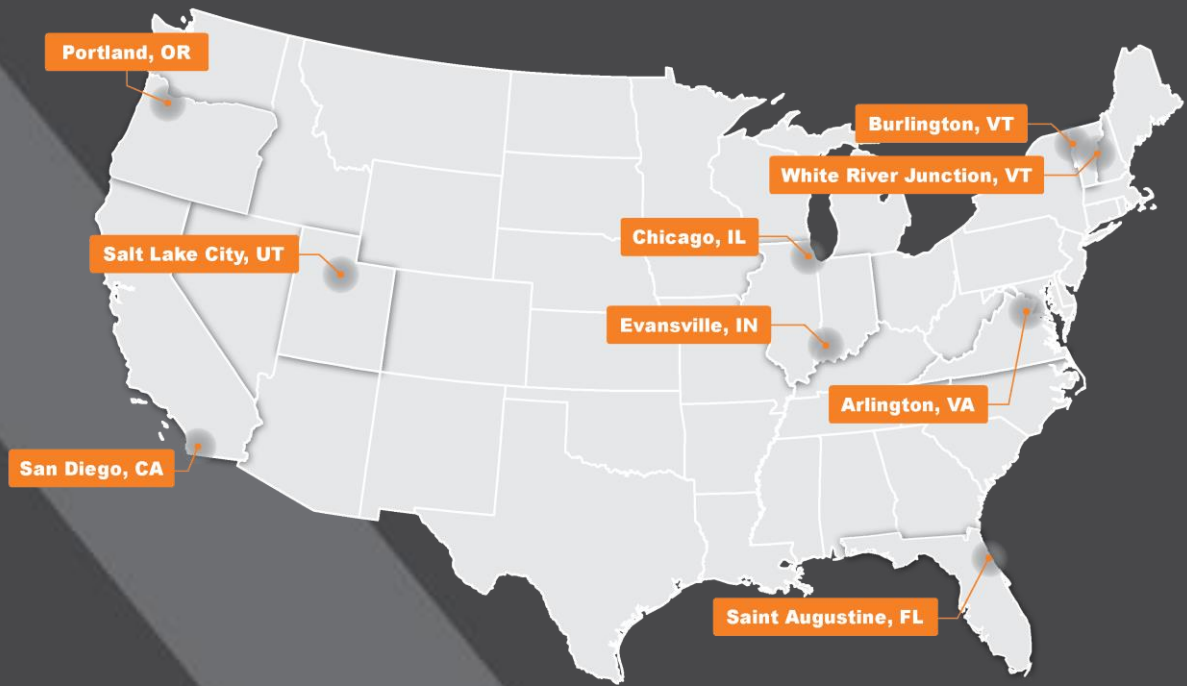 Portland, OR
Burlington, VT
White River Junction, VT
Chicago, IL
Salt Lake City, UT
Evansville, IN
Arlington, VA
San Diego, CA
Saint Augustine, FL